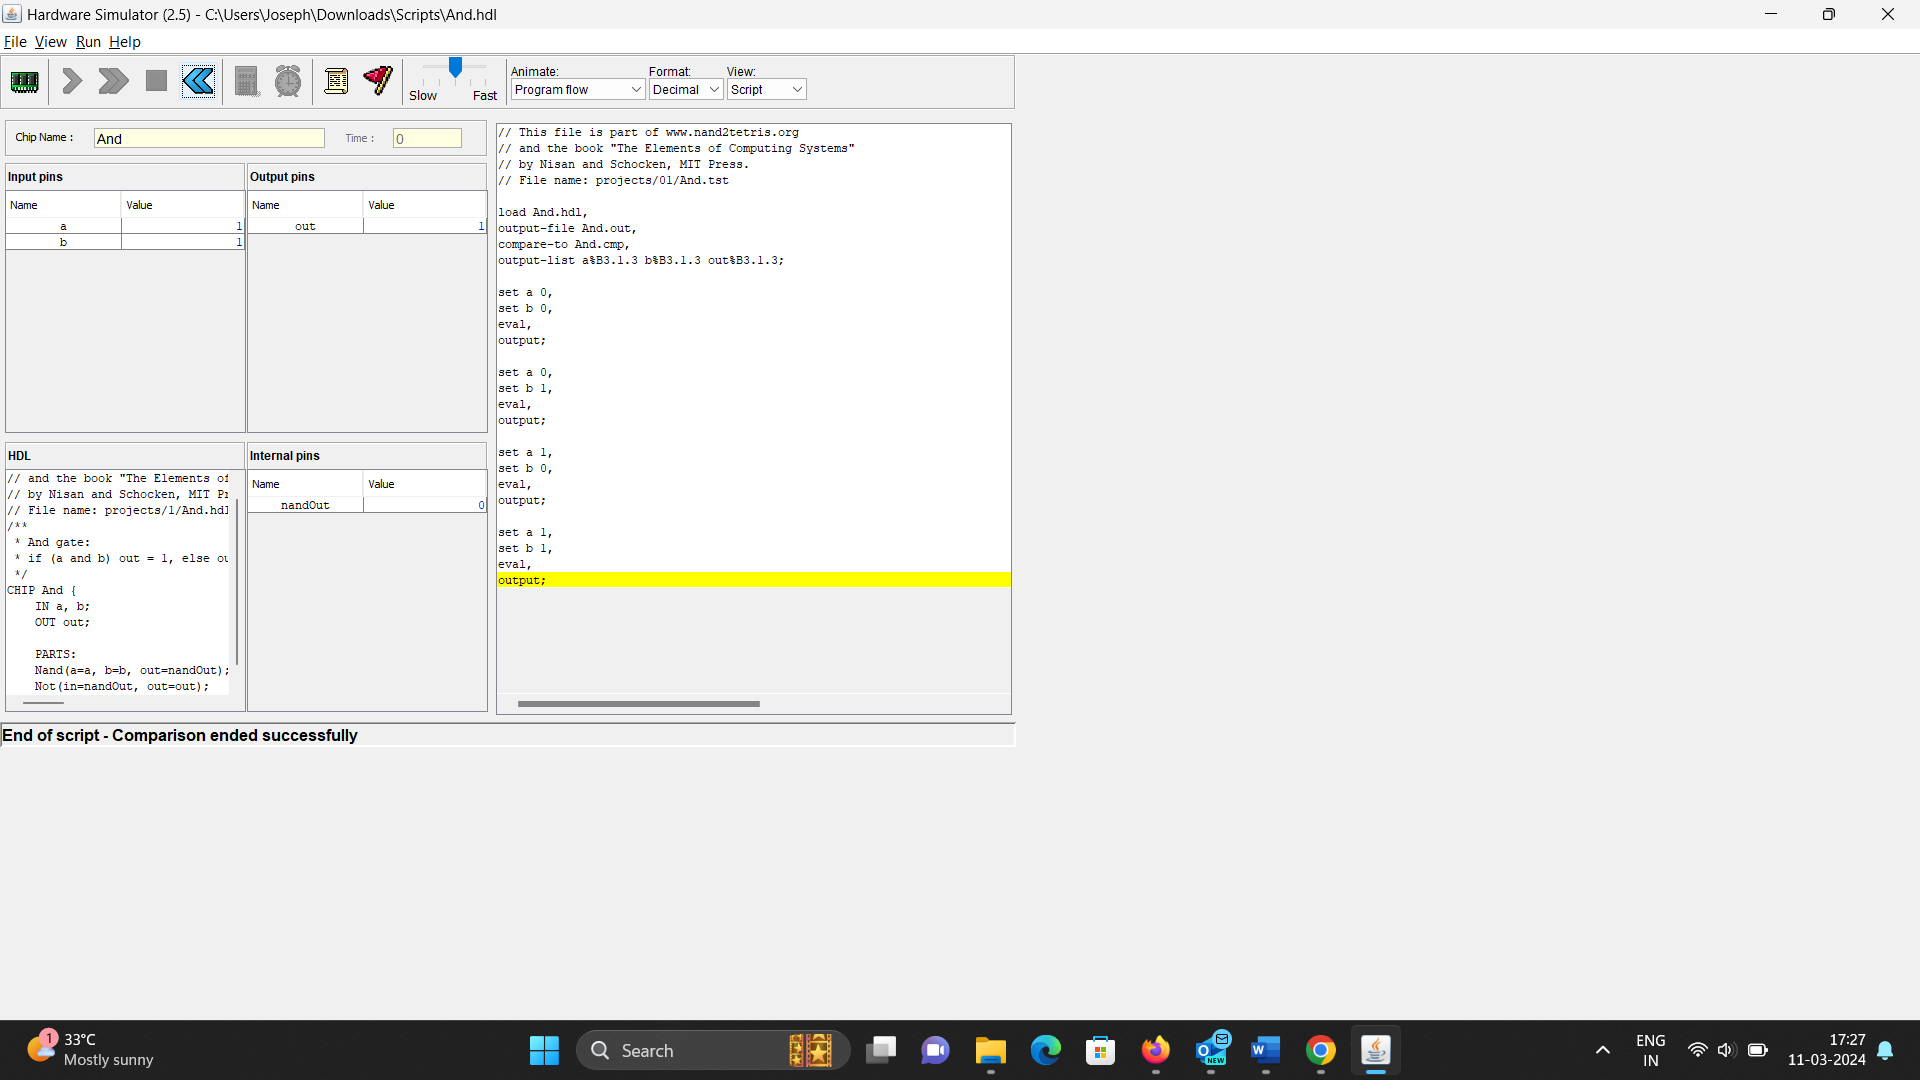 Hardware Simulator (2.5) - C:\Users\Joseph\Downloads\Scripts\And.hdl
File View Run Help
Slow Fast
Animate: Format: View:
Program flow Decimal Script
Chip Name : And Time : 0
Input pins
Name Value
a 1
b 1
Output pins
Name Value
out 1
HDL
// and the book "The Elements of
// by Nisan and Schocken, MIT Pr
// File name: projects/1/And.hdl
/**
* And gate:
* if (a and b) out = 1, else ou
*/
CHIP And {
IN a, b;
OUT out;
PARTS:
Nand(a=a, b=b, out=nandOut);
Not(in=nandOut, out=out);
Internal pins
Name Value
nandOut 0
// This file is part of www.nand2tetris.org
// and the book "The Elements of Computing Systems"
// by Nisan and Schocken, MIT Press.
// File name: projects/01/And.tst
load And.hdl,
output-file And.out,
compare-to And.cmp,
output-list a%B3.1.3 b%B3.1.3 out%B3.1.3;
set a 0,
set b 0,
eval,
output;
set a 0,
set b 1,
eval,
output;
set a 1,
set b 0,
eval,
output;
set a 1,
set b 1,
eval,
output;
End of script - Comparison ended successfully
1
33°C
Mostly sunny
Search
NEW
W
ENG
IN
17:27
11-03-2024